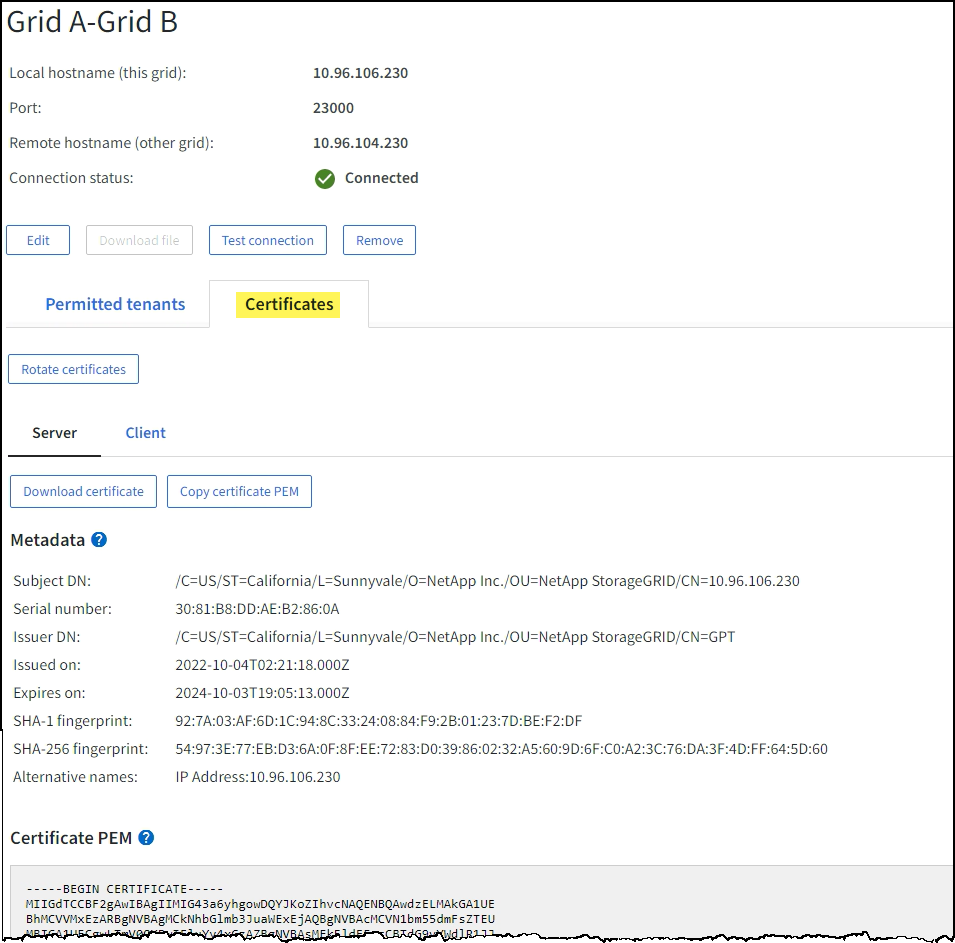 Grid A-Grid B
Local hostname (this grid): 10.96.106.230
Port: 23000
Remote hostname (other grid): 10.96.104.230
Connection status: Connected
Edit Download file Test connection Remove
Permitted tenants Certificates
Rotate certificates
Server Client
Download certificate Copy certificate PEM
Metadata ?
Subject DN: /C=US/ST=California/L=Sunnyvale/O=NetApp Inc./OU=NetApp StorageGRID/CN=10.96.106.230
Serial number: 30:81:B8:DD:AE:B2:86:0A
Issuer DN: /C=US/ST=California/L=Sunnyvale/O=NetApp Inc./OU=NetApp StorageGRID/CN=GPT
Issued on: 2022-10-04T02:21:18.000Z
Expires on: 2024-10-03T19:05:13.000Z
SHA-1 fingerprint: 92:7A:03:AF:6D:1C:94:8C:33:24:08:84:F9:2B:01:23:7D:BE:F2:DF
SHA-256 fingerprint: 54:97:3E:77:EB:D3:6A:0F:8F:EE:72:83:D0:39:86:02:32:A5:60:9D:6F:C0:A2:3C:76:DA:3F:4D:FF:64:5D:60
Alternative names: IP Address:10.96.106.230
Certificate PEM ?
-----BEGIN CERTIFICATE-----
MIIGdTCCBF2gAwIBAgIIMIG43a6yhgowDQYJKoZIhvcNAQENBQAwdzELMAkGA1UE
BhMCVVMxEzARBgNVBAgMCkNhbGlmb3JuaWExEjAQBgNVBAcMCVN1bm55dmFsZTEU